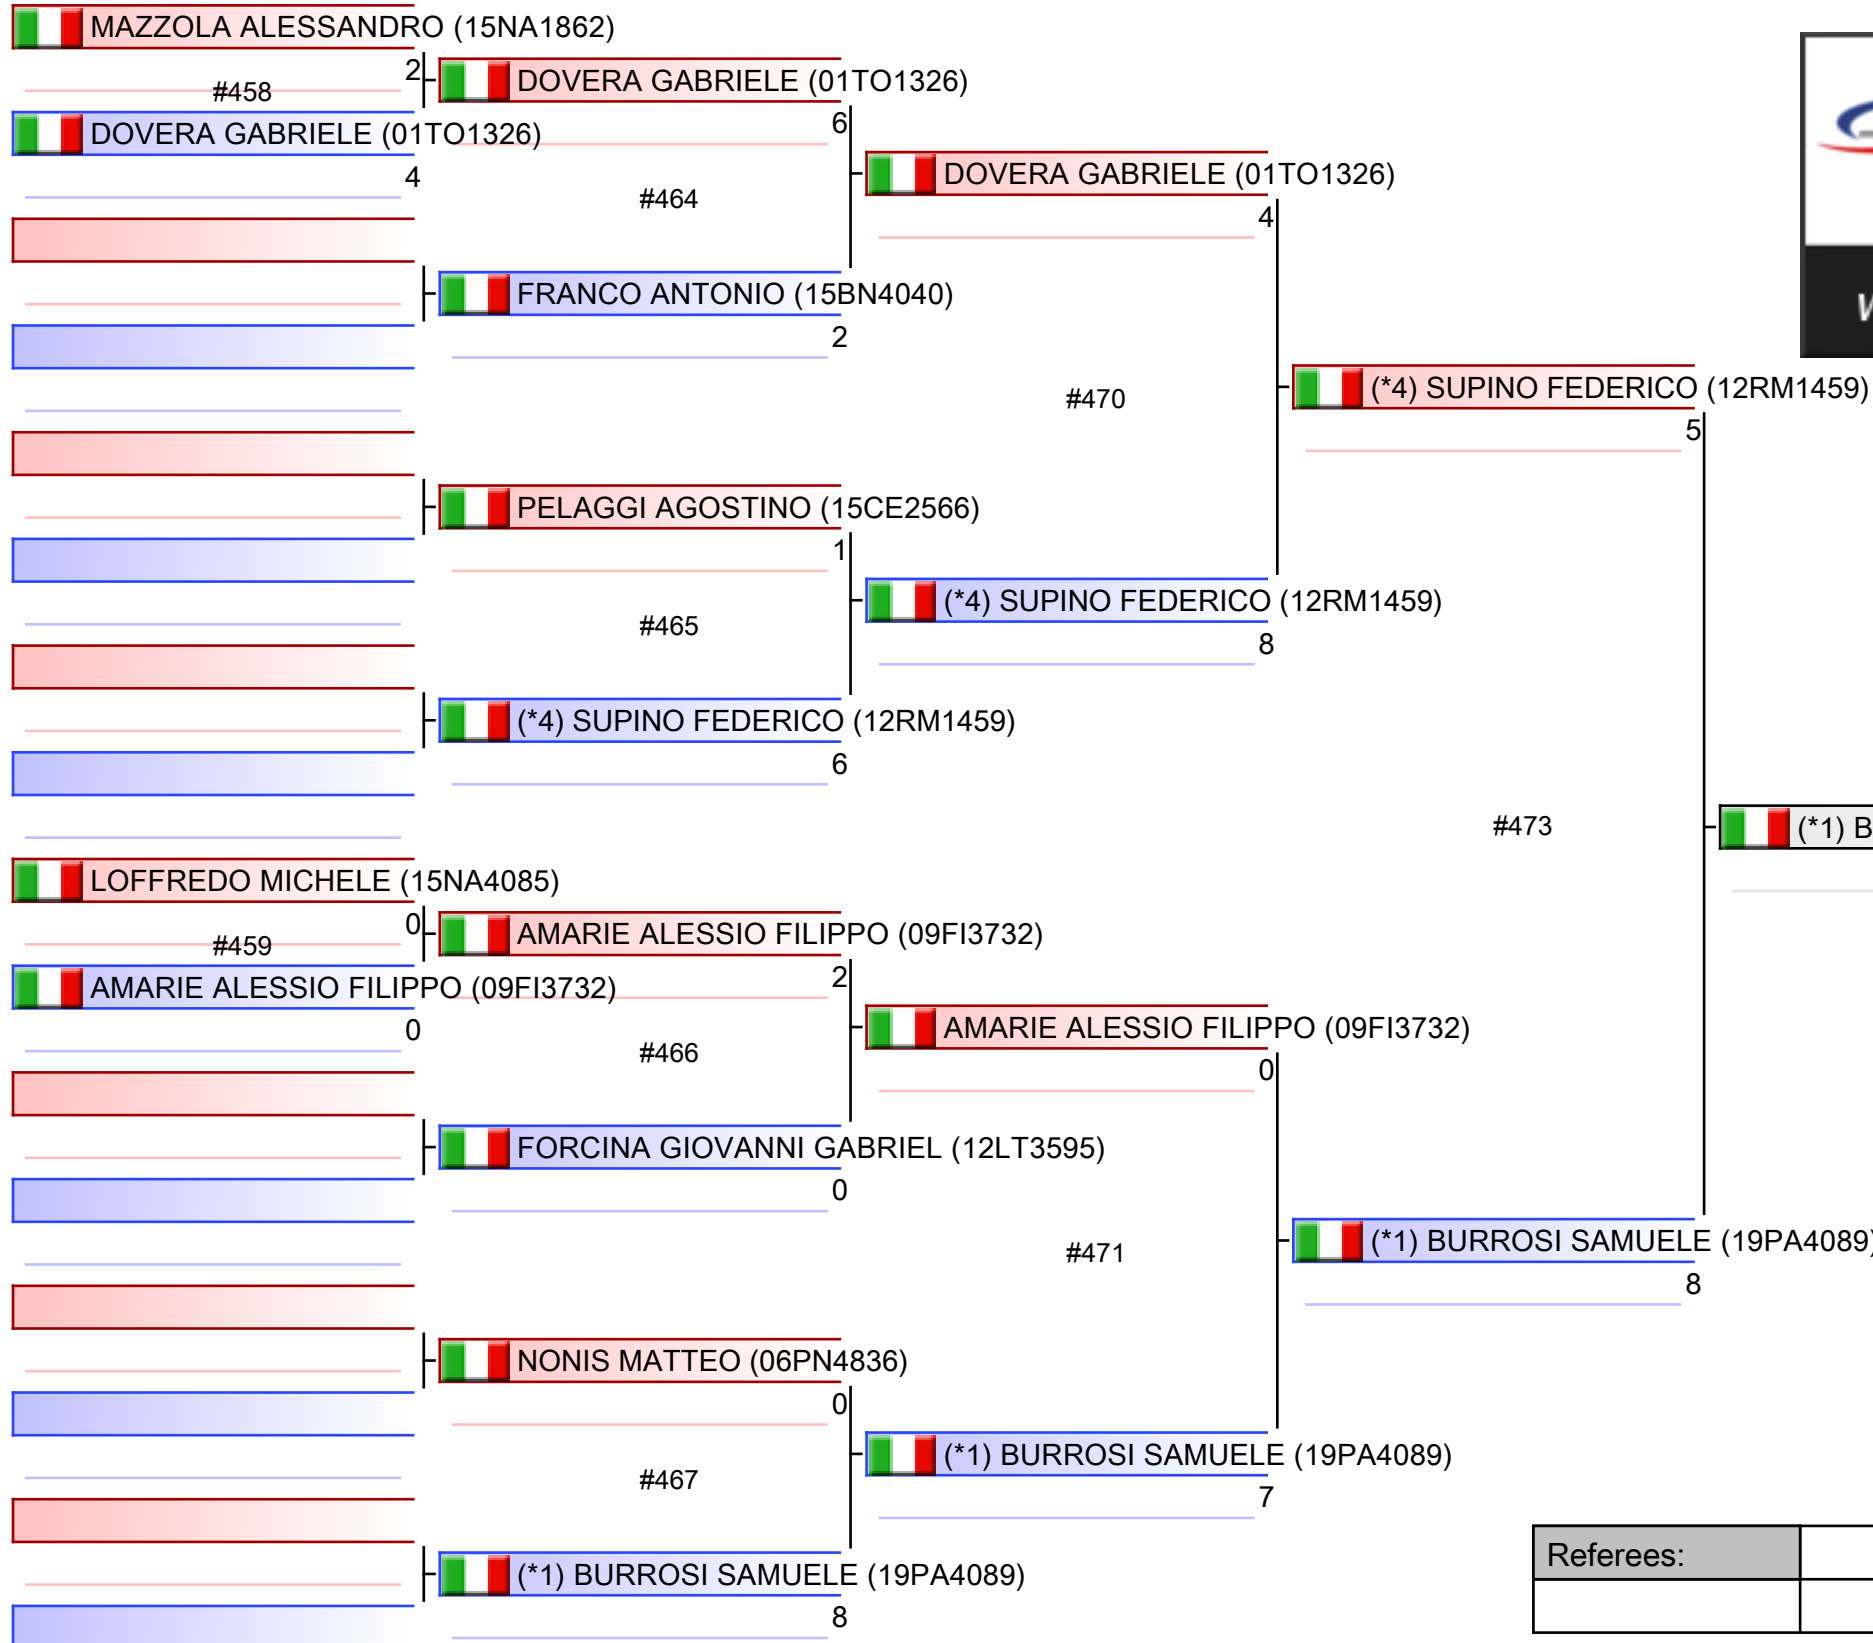 MAZZOLA ALESSANDRO (15NA1862)
2
#458
DOVERA GABRIELE (01TO1326)
4
DOVERA GABRIELE (01TO1326)
6
#464
FRANCO ANTONIO (15BN4040)
2
DOVERA GABRIELE (01TO1326)
4
#470
PELAGGI AGOSTINO (15CE2566)
1
#465
(*4) SUPINO FEDERICO (12RM1459)
6
(*4) SUPINO FEDERICO (12RM1459)
8
(*4) SUPINO FEDERICO (12RM1459)
5
#473
(*1) B
LOFFREDO MICHELE (15NA4085)
0
#459
AMARIE ALESSIO FILIPPO (09FI3732)
0
AMARIE ALESSIO FILIPPO (09FI3732)
2
#466
FORCINA GIOVANNI GABRIEL (12LT3595)
0
AMARIE ALESSIO FILIPPO (09FI3732)
0
#471
NONIS MATTEO (06PN4836)
0
#467
(*1) BURROSI SAMUELE (19PA4089)
8
(*1) BURROSI SAMUELE (19PA4089)
7
(*1) BURROSI SAMUELE (19PA4089)
8
Referees: